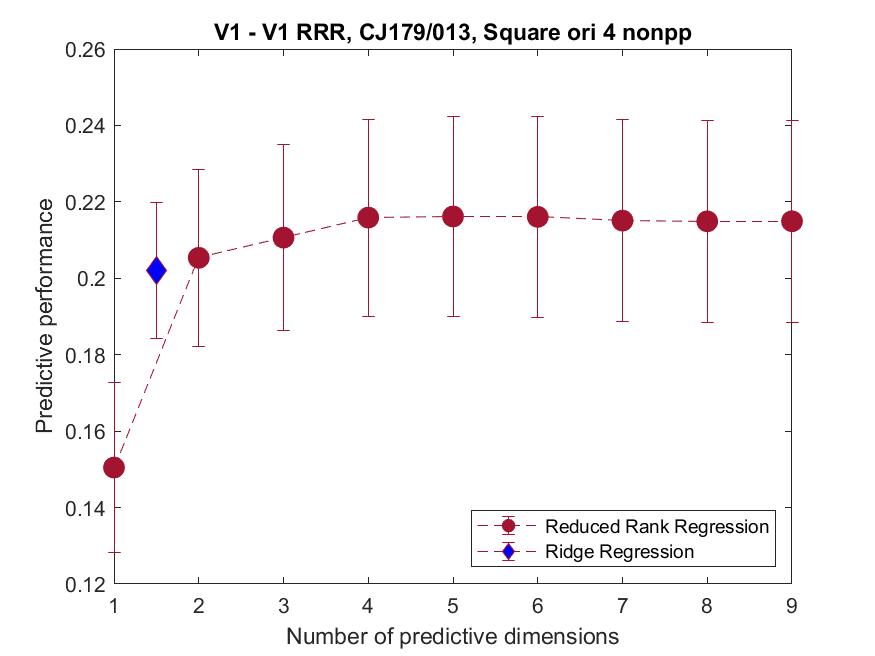 V1 - V1 RRR, CJ179/013, Square ori 4 nonpp
0.26
0.24
0.22
0.2
0.18
0.16
0.14
0.12
Predictive performance
Reduced Rank Regression
Ridge Regression
1 2 3 4 5 6 7 8 9
Number of predictive dimensions